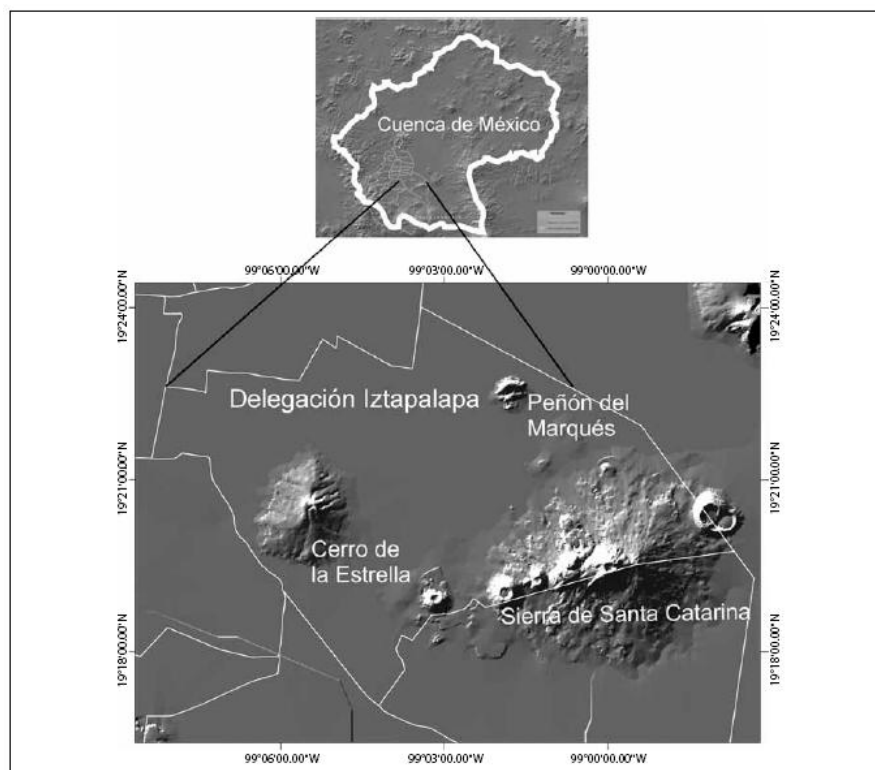 Cuenca de México
99°06'00.00"W
99°03'00.00"W
99°00'00.00"W
19°24'00.00"N
19°24'00.00"N
Delegación Iztapalapa
Peñón del
Marqués
19°21'00.00"N
19°21'00.00"N
Cerro de
la Estrella
Sierra de Santa Catarina
19°18'00.00"N
19°18'00.00"N
99°06'00.00"W
99°03'00.00"W
99°00'00.00"W